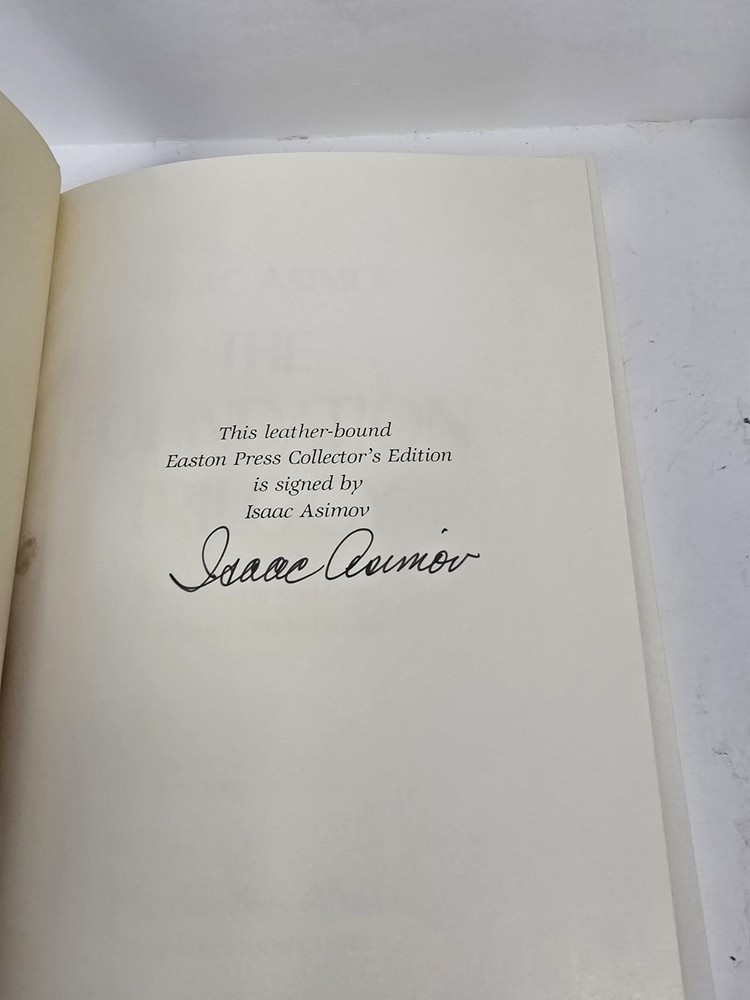 This leather-bound
Easton Press Collector's Edition
is signed by
Isaac Asimov
Isaac Asimov